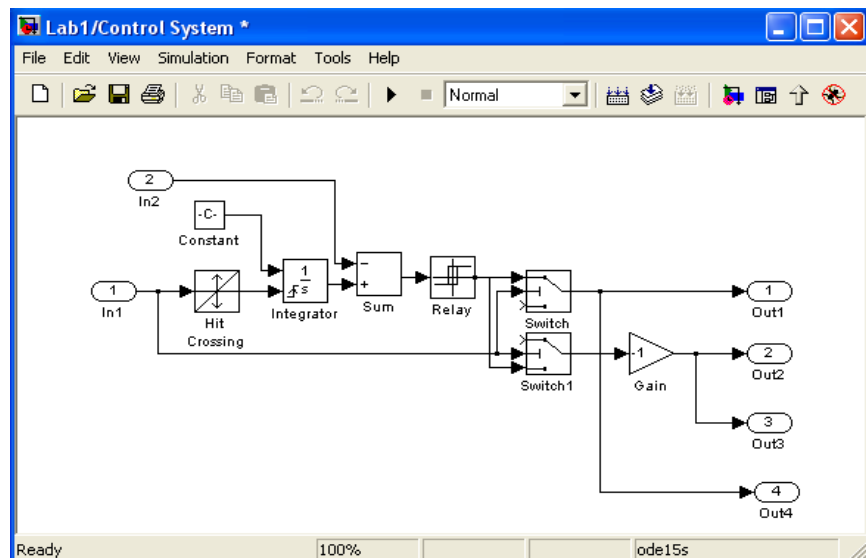 Lab1/Control System *
File Edit View Simulation Format Tools Help
Normal
2
In2
-C-
Constant
1
In1
Hit
Crossing
1
s
Integrator
−
+
Sum
Relay
Switch
Switch1
-1
Gain
1
Out1
2
Out2
3
Out3
4
Out4
Ready 100% ode15s